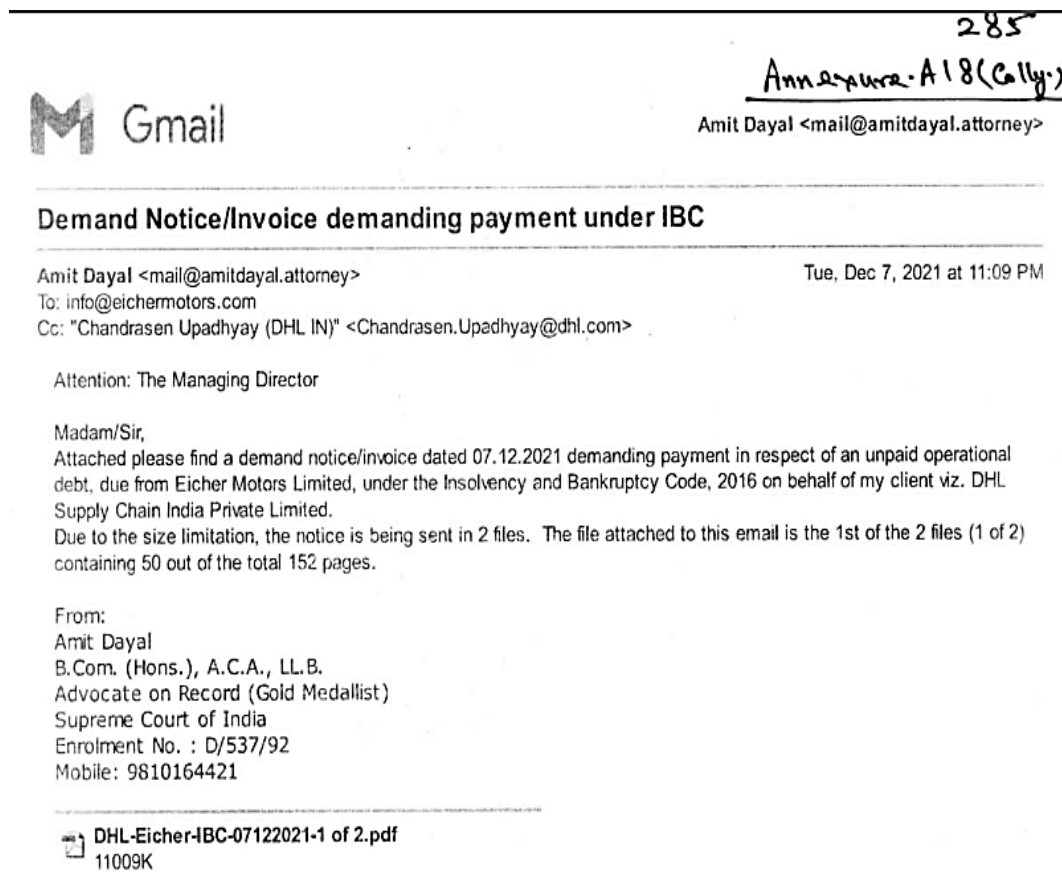 285
Annexure-A18(Colly.)
Gmail
Amit Dayal <mail@amitdayal.attorney>
Demand Notice/Invoice demanding payment under IBC
Amit Dayal <mail@amitdayal.attorney>
Tue, Dec 7, 2021 at 11:09 PM
To: info@eichermotors.com
Cc: "Chandrasen Upadhyay (DHL IN)" <Chandrasen.Upadhyay@dhl.com>
Attention: The Managing Director
Madam/Sir,
Attached please find a demand notice/invoice dated 07.12.2021 demanding payment in respect of an unpaid operational
debt, due from Eicher Motors Limited, under the Insolvency and Bankruptcy Code, 2016 on behalf of my client viz. DHL
Supply Chain India Private Limited.
Due to the size limitation, the notice is being sent in 2 files. The file attached to this email is the 1st of the 2 files (1 of 2)
containing 50 out of the total 152 pages.
From:
Amit Dayal
B.Com. (Hons.), A.C.A., LL.B.
Advocate on Record (Gold Medallist)
Supreme Court of India
Enrolment No. : D/537/92
Mobile: 9810164421
DHL-Eicher-IBC-07122021-1 of 2.pdf
11009K